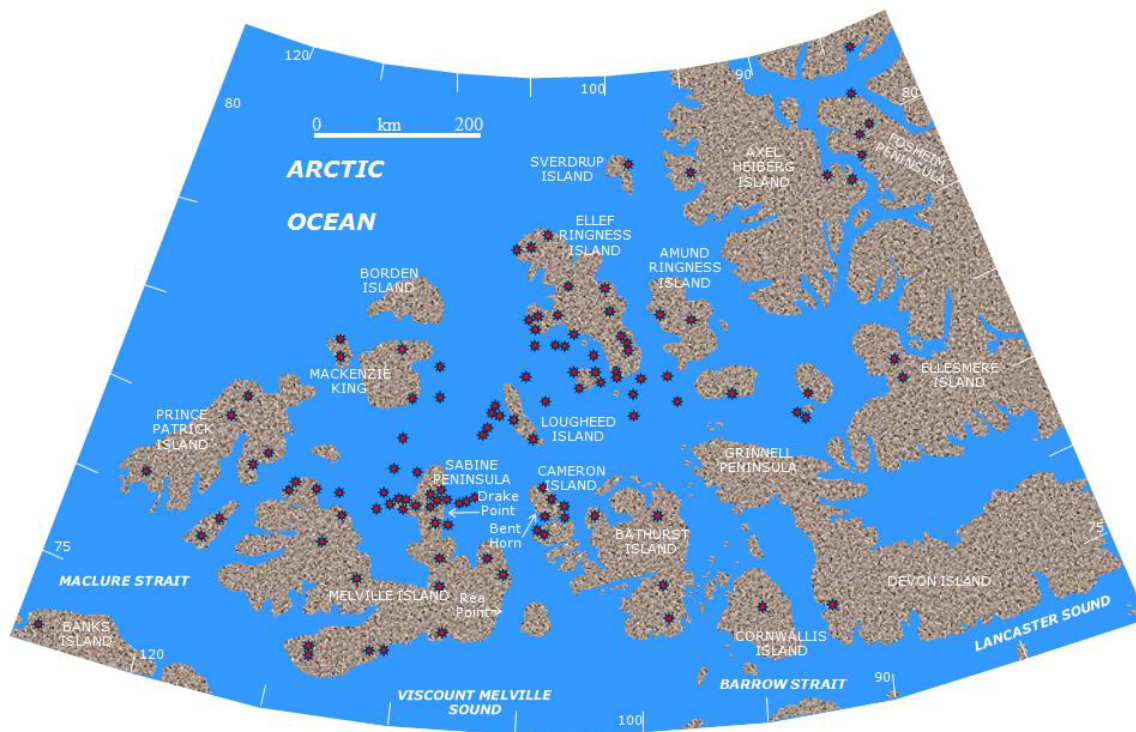 120
90
80
100
80
0 km 200
EOSHEIM
PENINSULA
AXEL
HEIBERG
ISLAND
SVERDRUP
ISLAND
ARCTIC
OCEAN
ELLEF
RINGNESS
ISLAND
AMUND
RINGNESS
ISLAND
BORDEN
ISLAND
MACKENZIE
KING
ELLESMERE
ISLAND
PRINCE
PATRICK
ISLAND
LOUGHEED
ISLAND
GRINNELL
PENINSULA
SABINE
PENINSULA
CAMERON
ISLAND
Drake
Point
Bent
Horn
BATHURST
ISLAND
75
75
MACLURE STRAIT
MELVILLE ISLAND
Rea
Point
DEVON ISLAND
BANKS
ISLAND
120
CORNWALLIS
ISLAND
LANCASTER SOUND
BARROW STRAIT
90
VISCOUNT MELVILLE
SOUND
100